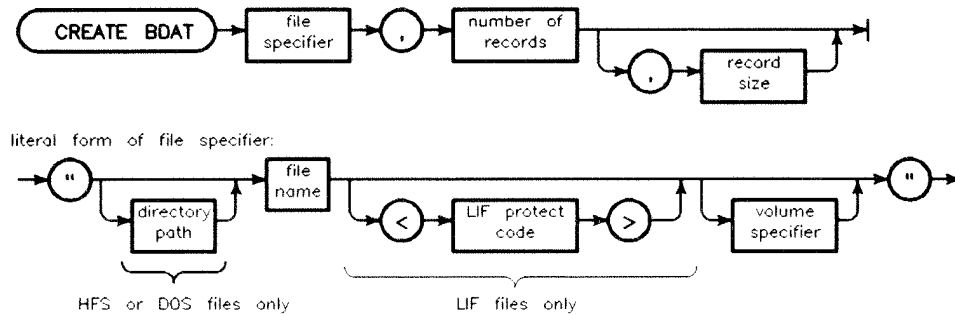 CREATE BDAT
file specifier
,
number of records
,
record size
literal form of file specifier:
"
directory path
file name
<
LIF protect code
>
volume specifier
"
HFS or DOS files only
LIF files only